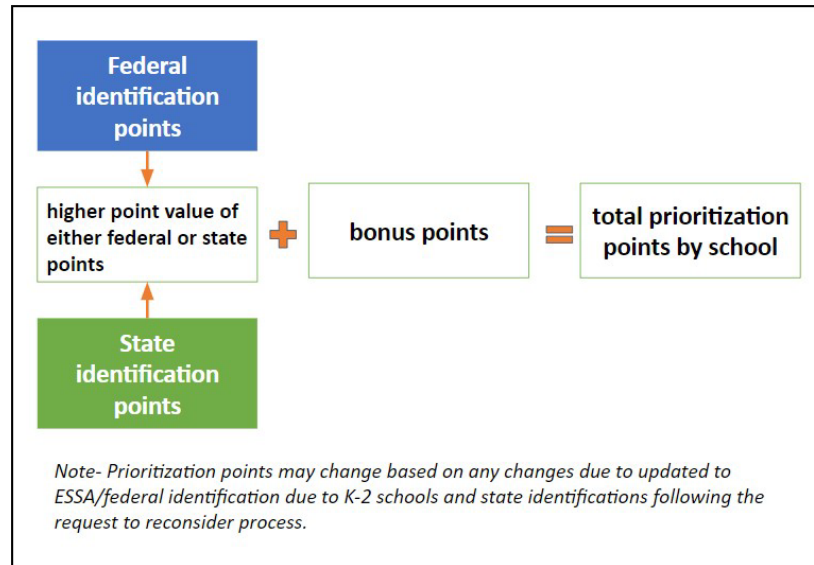 Federal
identification
points
higher point value of
either federal or state
points
+
bonus points
=
total prioritization
points by school
State
identification
points
Note- Prioritization points may change based on any changes due to updated to
ESSA/federal identification due to K-2 schools and state identifications following the
request to reconsider process.